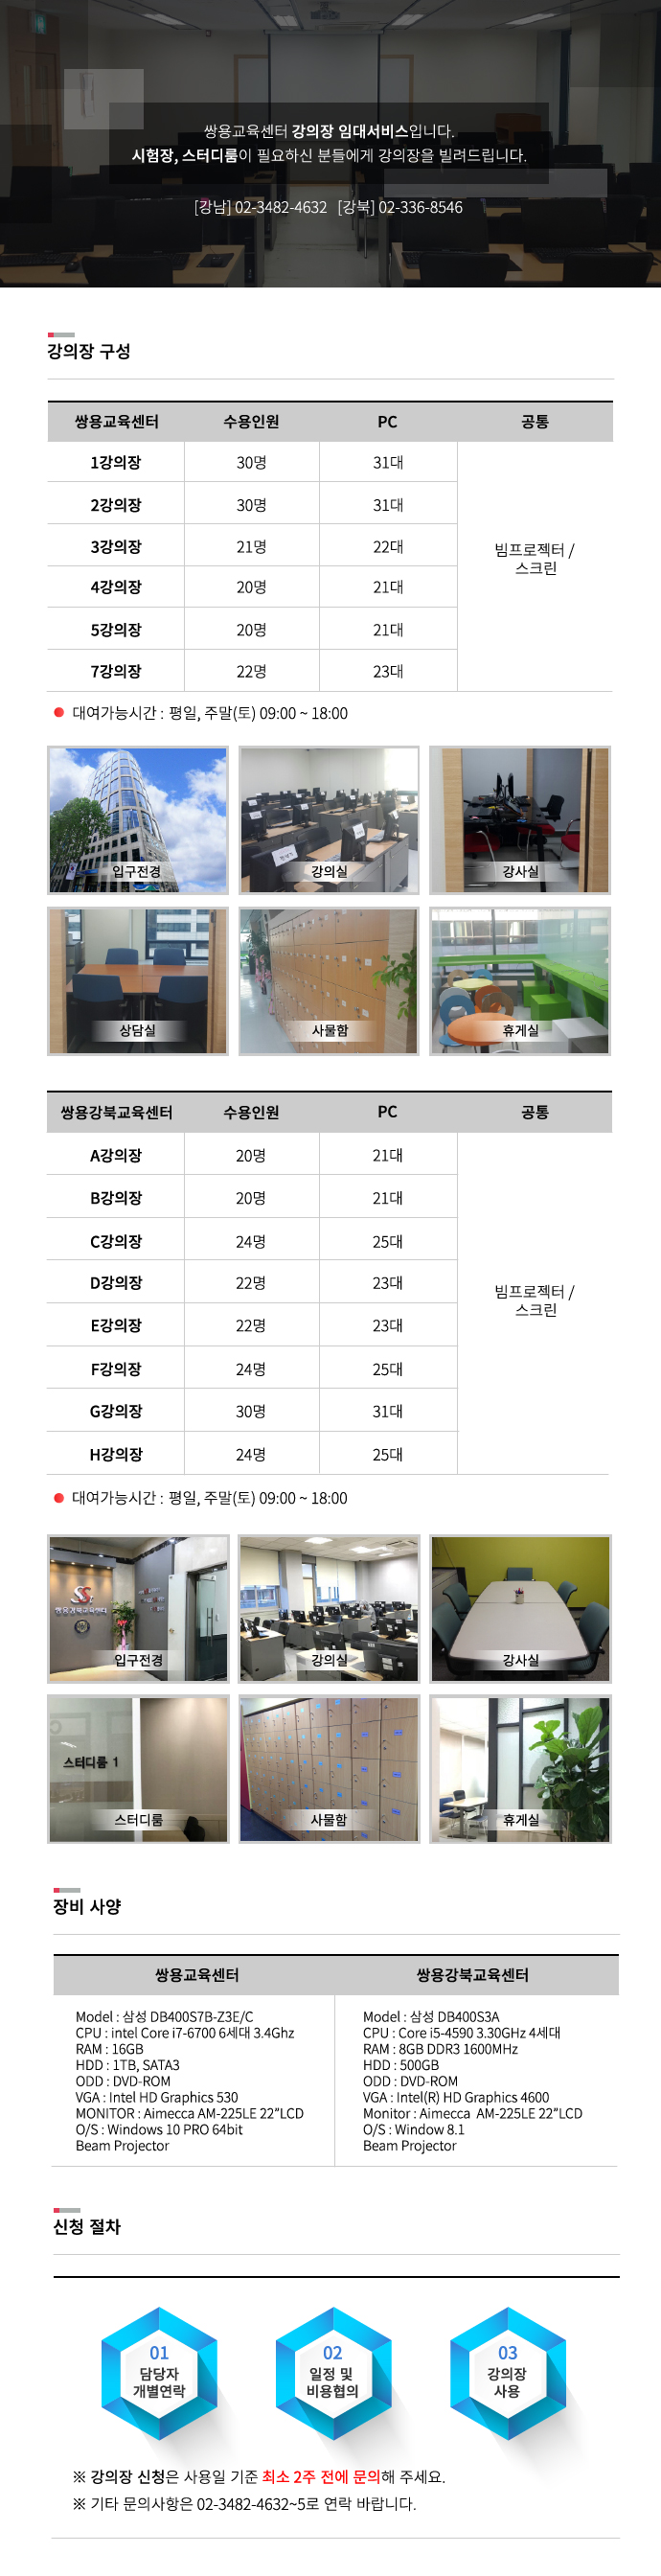 쌍용교육센터 강의장 임대서비스입니다.
시험장, 스터디룸이 필요하신 분들에게 강의장을 빌려드립니다.
[강남] 02-3482-4632 [강북] 02-336-8546
강의장 구성
쌍용교육센터 수용인원 PC 공통
1강의장 30명 31대
2강의장 30명 31대
3강의장 21명 22대
빔프로젝터 /
스크린
4강의장 20명 21대
5강의장 20명 21대
7강의장 22명 23대
대여가능시간 : 평일, 주말(토) 09:00 ~ 18:00
입구전경 강의실 강사실
상담실 사물함 휴게실
쌍용강북교육센터 수용인원 PC 공통
A강의장 20명 21대
B강의장 20명 21대
C강의장 24명 25대
D강의장 22명 23대
빔프로젝터 /
스크린
E강의장 22명 23대
F강의장 24명 25대
G강의장 30명 31대
H강의장 24명 25대
대여가능시간 : 평일, 주말(토) 09:00 ~ 18:00
쌍용강북교육센터
입구전경 강의실 강사실
스터디룸 1
스터디룸 사물함 휴게실
장비 사양
쌍용교육센터 쌍용강북교육센터
Model : 삼성 DB400S7B-Z3E/C
CPU : intel Core i7-6700 6세대 3.4Ghz
RAM : 16GB
HDD : 1TB, SATA3
ODD : DVD-ROM
VGA : Intel HD Graphics 530
MONITOR : Aimecca AM-225LE 22”LCD
O/S : Windows 10 PRO 64bit
Beam Projector
Model : 삼성 DB400S3A
CPU : Core i5-4590 3.30GHz 4세대
RAM : 8GB DDR3 1600MHz
HDD : 500GB
ODD : DVD-ROM
VGA : Intel(R) HD Graphics 4600
Monitor : Aimecca AM-225LE 22”LCD
O/S : Window 8.1
Beam Projector
신청 절차
01
담당자
개별연락
02
일정 및
비용협의
03
강의장
사용
※ 강의장 신청은 사용일 기준 최소 2주 전에 문의해 주세요.
※ 기타 문의사항은 02-3482-4632~5로 연락 바랍니다.